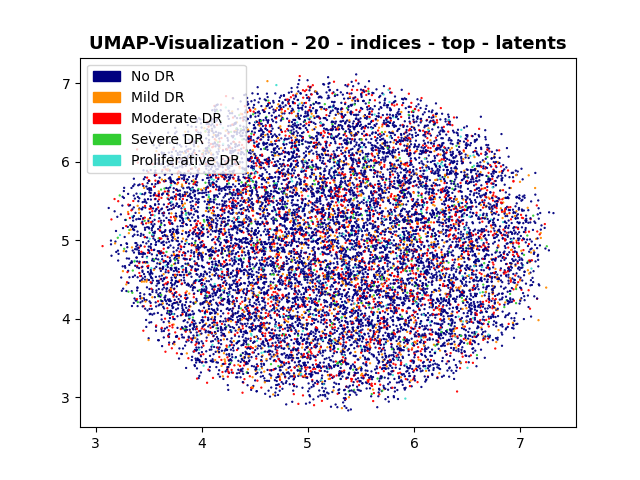 UMAP-Visualization - 20 - indices - top - latents
No DR
Mild DR
Moderate DR
Severe DR
Proliferative DR
7
6
5
4
3
3 4 5 6 7